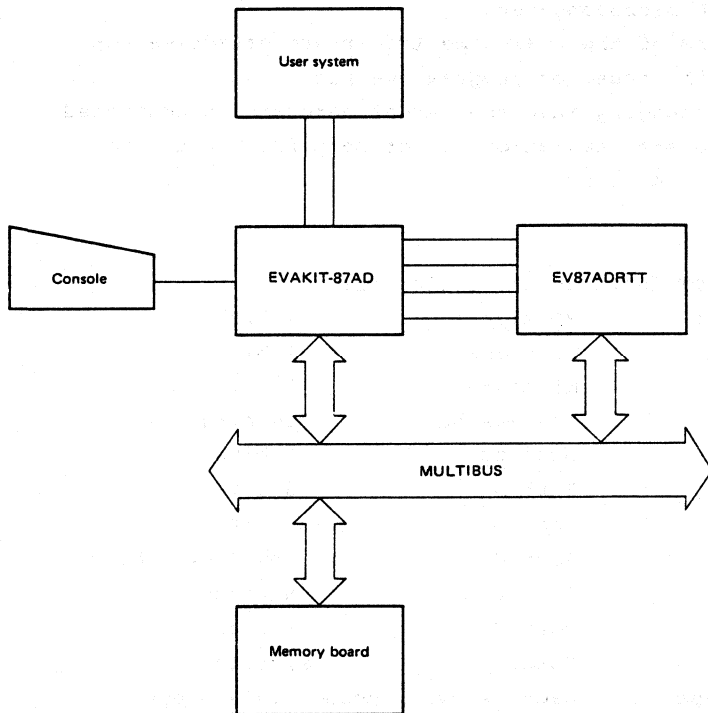 User system
Console
EVAKIT-87AD
EV87ADRTT
MULTIBUS
Memory board